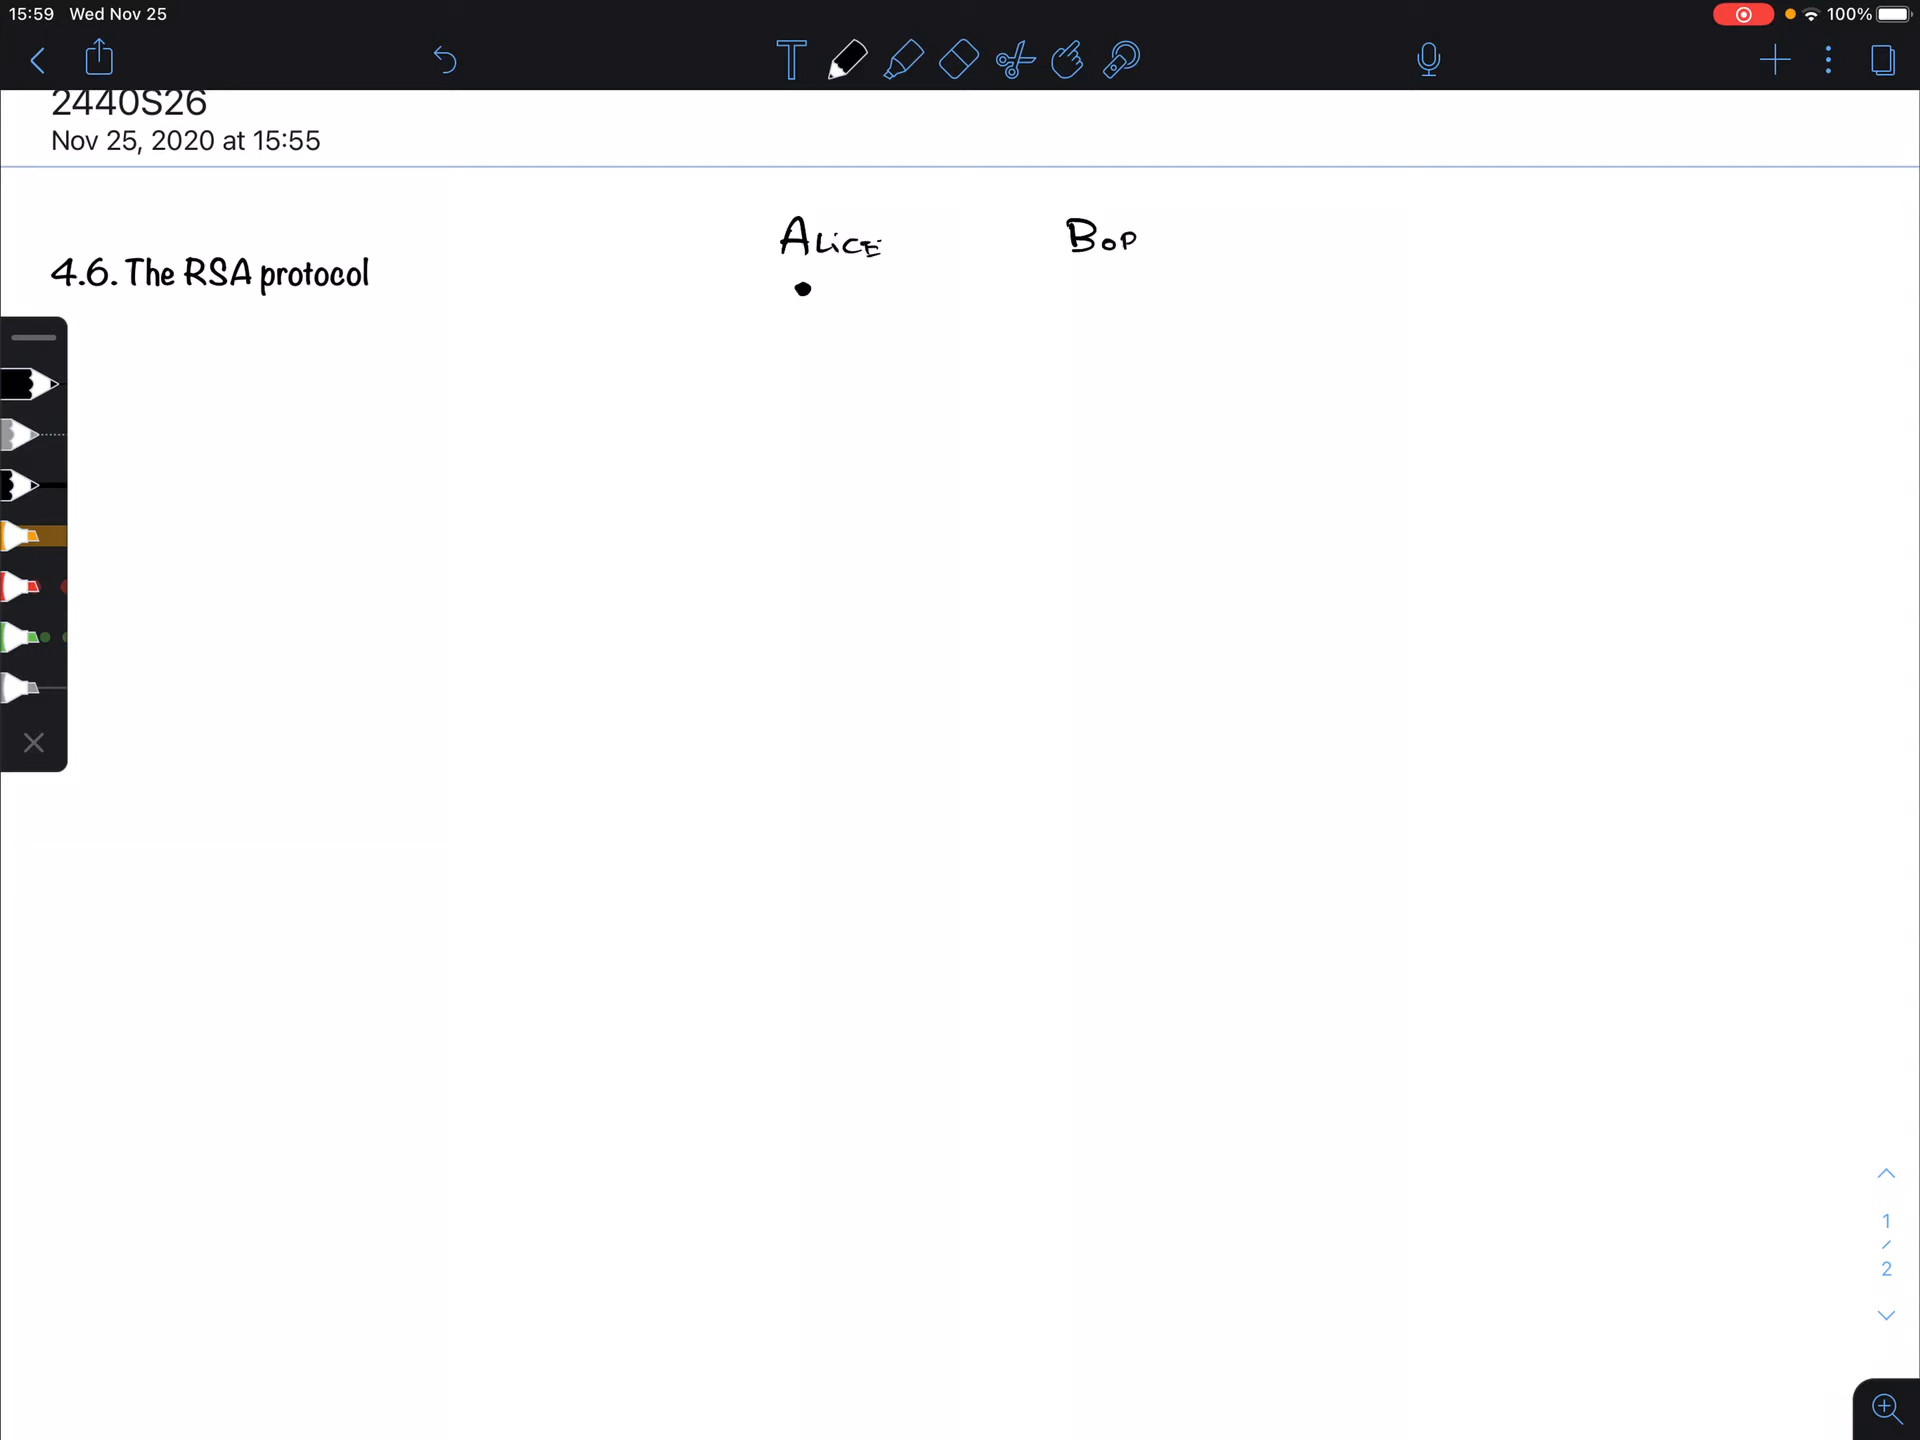 15:59 Wed Nov 25 100%
2440S26
Nov 25, 2020 at 15:55
ALiCE BOP
4.6. The RSA protocol
1
/
2